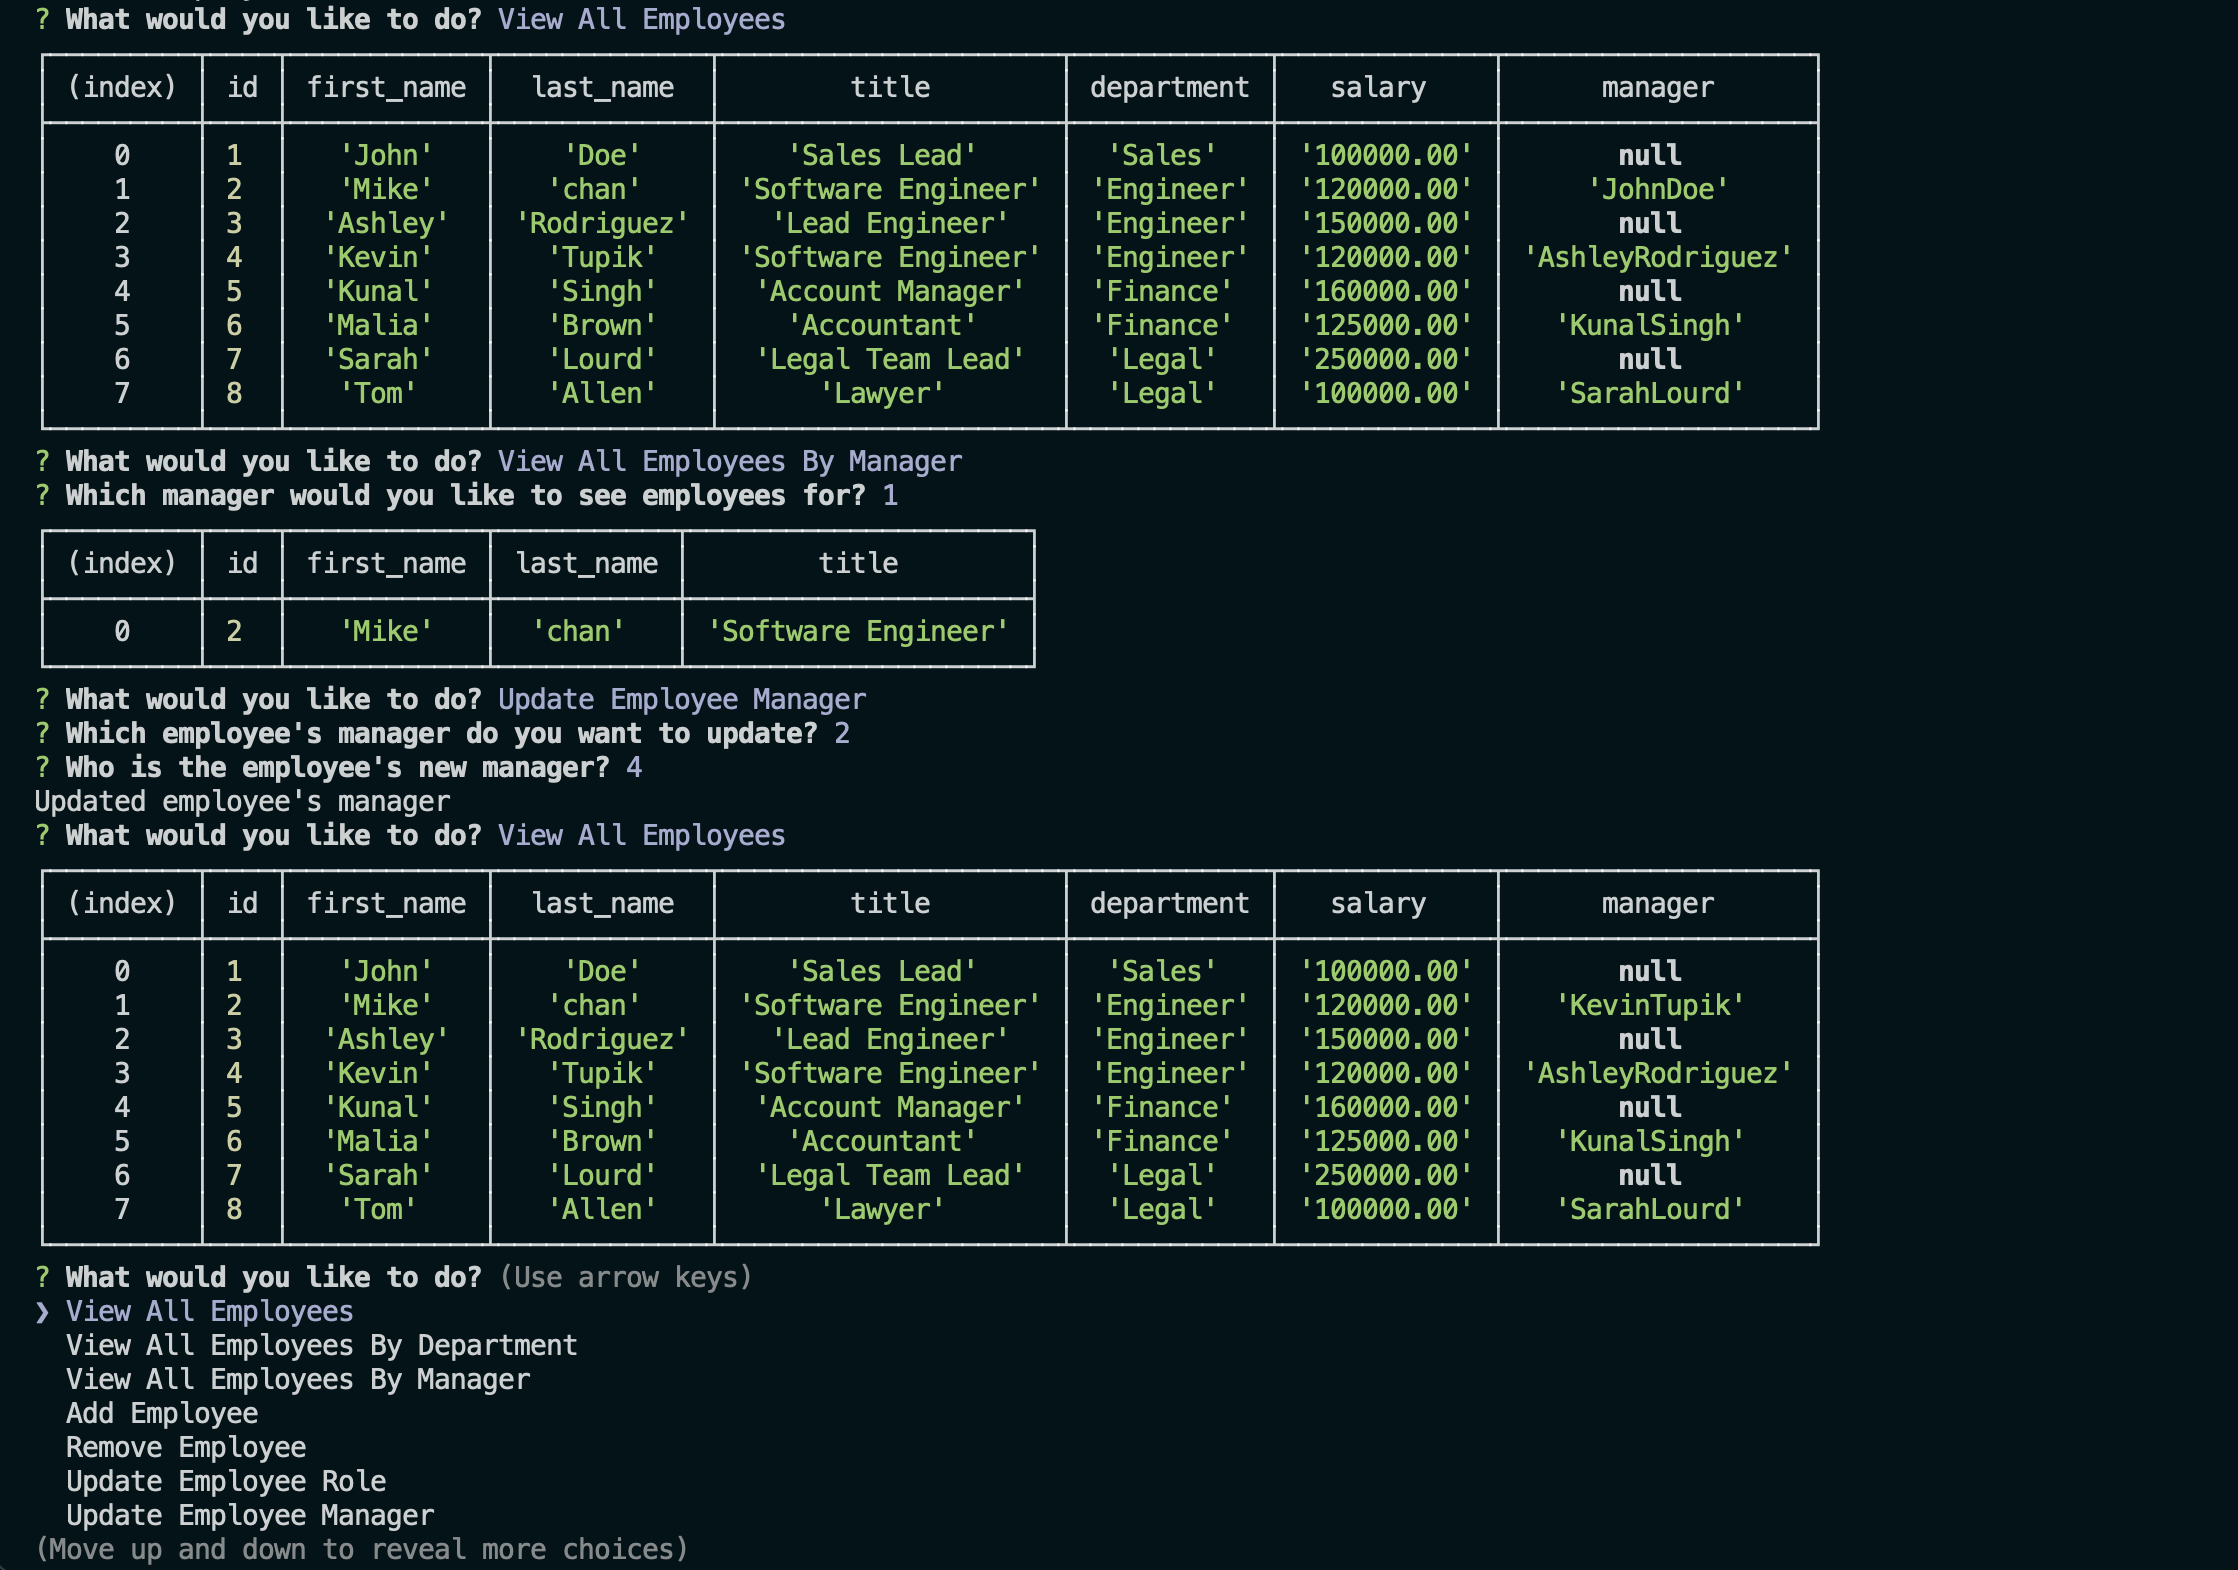 ? What would you like to do? View All Employees
(index) id first_name last_name title department salary manager
0 1 'John' 'Doe' 'Sales Lead' 'Sales' '100000.00' null
1 2 'Mike' 'chan' 'Software Engineer' 'Engineer' '120000.00' 'JohnDoe'
2 3 'Ashley' 'Rodriguez' 'Lead Engineer' 'Engineer' '150000.00' null
3 4 'Kevin' 'Tupik' 'Software Engineer' 'Engineer' '120000.00' 'AshleyRodriguez'
4 5 'Kunal' 'Singh' 'Account Manager' 'Finance' '160000.00' null
5 6 'Malia' 'Brown' 'Accountant' 'Finance' '125000.00' 'KunalSingh'
6 7 'Sarah' 'Lourd' 'Legal Team Lead' 'Legal' '250000.00' null
7 8 'Tom' 'Allen' 'Lawyer' 'Legal' '100000.00' 'SarahLourd'
? What would you like to do? View All Employees By Manager
? Which manager would you like to see employees for? 1
(index) id first_name last_name title
0 2 'Mike' 'chan' 'Software Engineer'
? What would you like to do? Update Employee Manager
? Which employee's manager do you want to update? 2
? Who is the employee's new manager? 4
Updated employee's manager
? What would you like to do? View All Employees
(index) id first_name last_name title department salary manager
0 1 'John' 'Doe' 'Sales Lead' 'Sales' '100000.00' null
1 2 'Mike' 'chan' 'Software Engineer' 'Engineer' '120000.00' 'KevinTupik'
2 3 'Ashley' 'Rodriguez' 'Lead Engineer' 'Engineer' '150000.00' null
3 4 'Kevin' 'Tupik' 'Software Engineer' 'Engineer' '120000.00' 'AshleyRodriguez'
4 5 'Kunal' 'Singh' 'Account Manager' 'Finance' '160000.00' null
5 6 'Malia' 'Brown' 'Accountant' 'Finance' '125000.00' 'KunalSingh'
6 7 'Sarah' 'Lourd' 'Legal Team Lead' 'Legal' '250000.00' null
7 8 'Tom' 'Allen' 'Lawyer' 'Legal' '100000.00' 'SarahLourd'
? What would you like to do? (Use arrow keys)
❯ View All Employees
View All Employees By Department
View All Employees By Manager
Add Employee
Remove Employee
Update Employee Role
Update Employee Manager
(Move up and down to reveal more choices)